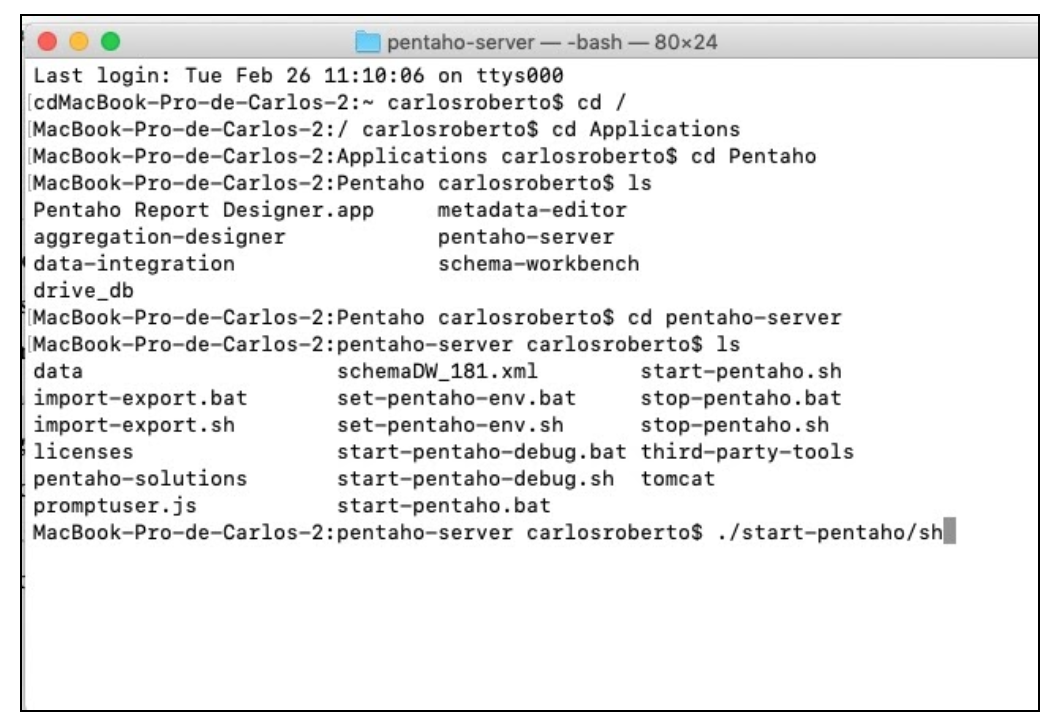 pentaho-server — -bash — 80×24
Last login: Tue Feb 26 11:10:06 on ttys000
[cdMacBook-Pro-de-Carlos-2:~ carlosroberto$ cd /
[MacBook-Pro-de-Carlos-2:/ carlosroberto$ cd Applications
[MacBook-Pro-de-Carlos-2:Applications carlosroberto$ cd Pentaho
[MacBook-Pro-de-Carlos-2:Pentaho carlosroberto$ ls
Pentaho Report Designer.app metadata-editor
aggregation-designer pentaho-server
data-integration schema-workbench
drive_db
[MacBook-Pro-de-Carlos-2:Pentaho carlosroberto$ cd pentaho-server
[MacBook-Pro-de-Carlos-2:pentaho-server carlosroberto$ ls
data schemaDW_181.xml start-pentaho.sh
import-export.bat set-pentaho-env.bat stop-pentaho.bat
import-export.sh set-pentaho-env.sh stop-pentaho.sh
licenses start-pentaho-debug.bat third-party-tools
pentaho-solutions start-pentaho-debug.sh tomcat
promptuser.js start-pentaho.bat
MacBook-Pro-de-Carlos-2:pentaho-server carlosroberto$ ./start-pentaho/sh